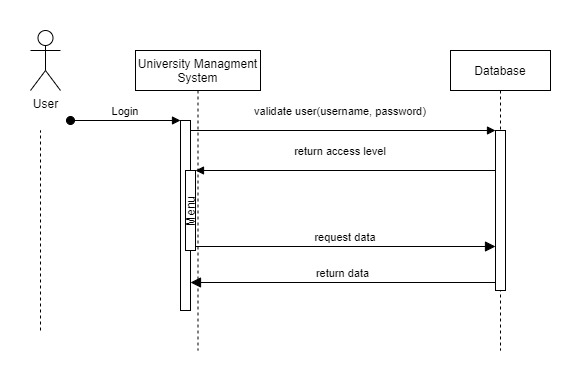 University Managment
System
Database
User
Login
validate user(username, password)
return access level
Menu
request data
return data